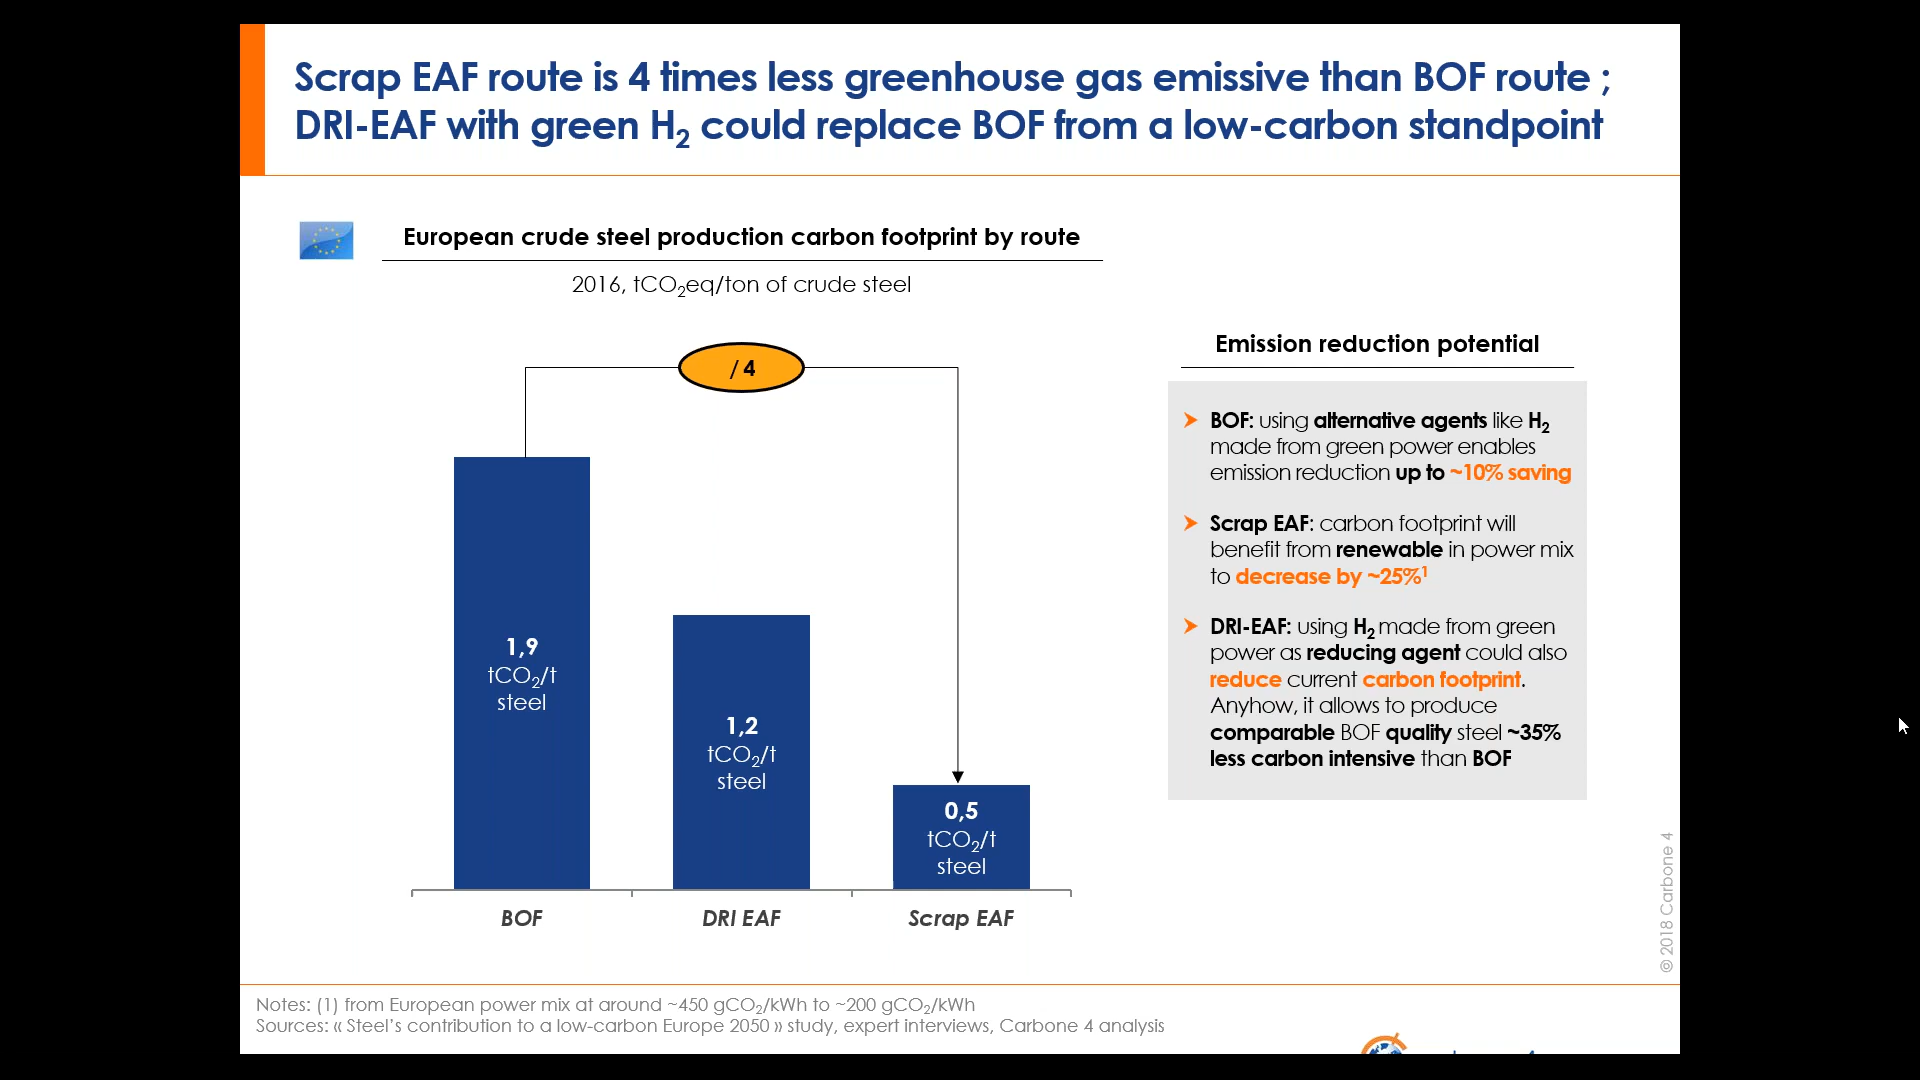 Scrap EAF route is 4 times less greenhouse gas emissive than BOF route ;
DRI-EAF with green H2 could replace BOF from a low-carbon standpoint
European crude steel production carbon footprint by route
2016, tCO2eq/ton of crude steel
/ 4
1,9
tCO2/t
steel
1,2
tCO2/t
steel
0,5
tCO2/t
steel
BOF
DRI EAF
Scrap EAF
Emission reduction potential
BOF: using alternative agents like H2
made from green power enables
emission reduction up to ~10% saving
Scrap EAF: carbon footprint will
benefit from renewable in power mix
to decrease by ~25%1
DRI-EAF: using H2 made from green
power as reducing agent could also
reduce current carbon footprint.
Anyhow, it allows to produce
comparable BOF quality steel ~35%
less carbon intensive than BOF
© 2018 Carbone 4
Notes: (1) from European power mix at around ~450 gCO2/kWh to ~200 gCO2/kWh
Sources: « Steel's contribution to a low-carbon Europe 2050 » study, expert interviews, Carbone 4 analysis